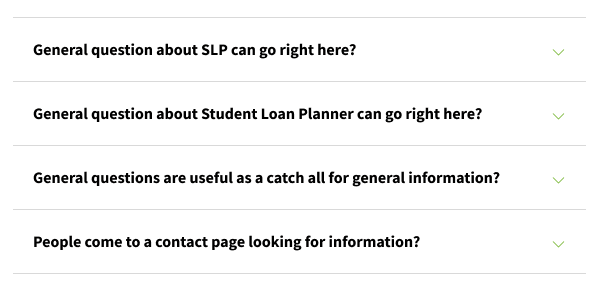 General question about SLP can go right here?
General question about Student Loan Planner can go right here?
General questions are useful as a catch all for general information?
People come to a contact page looking for information?